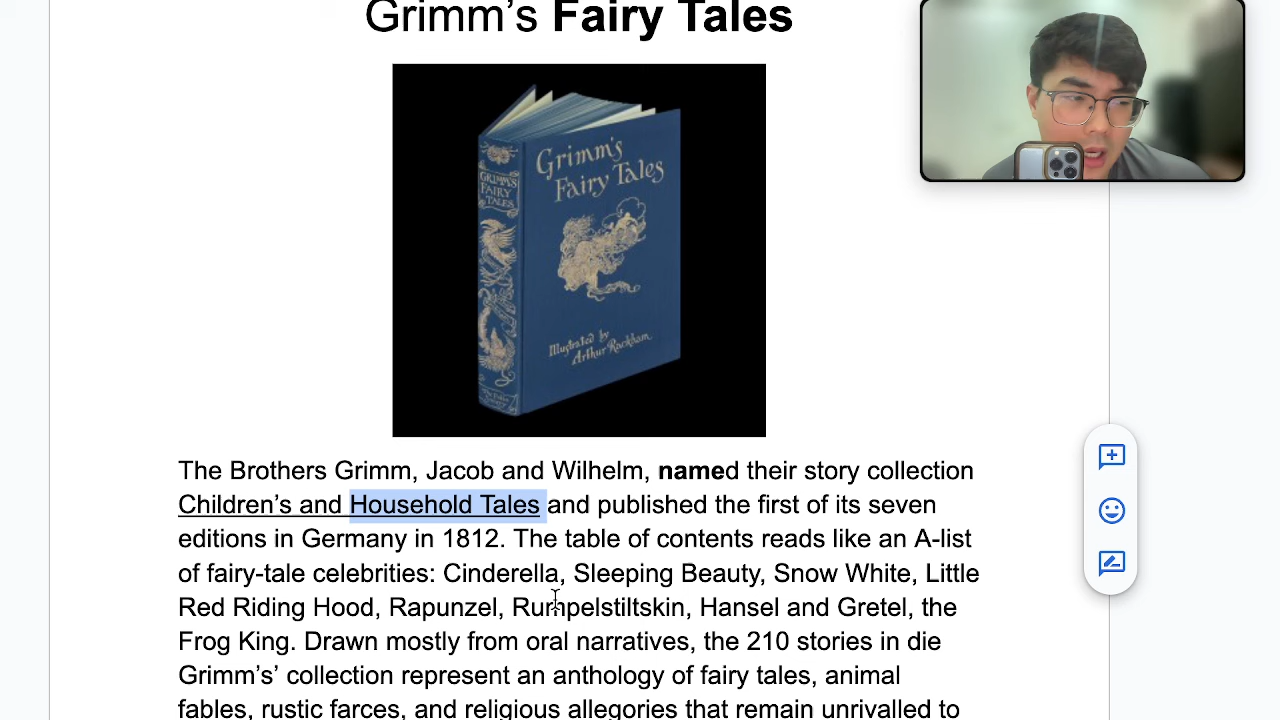 Grimm’s Fairy Tales
GRIMM'S
FAIRY
TALES
Grimm's
Fairy Tales
Illustrated by
Arthur Rackham
The Brothers Grimm, Jacob and Wilhelm, named their story collection
Children’s and Household Tales and published the first of its seven
editions in Germany in 1812. The table of contents reads like an A-list
of fairy-tale celebrities: Cinderella, Sleeping Beauty, Snow White, Little
Red Riding Hood, Rapunzel, Rumpelstiltskin, Hansel and Gretel, the
Frog King. Drawn mostly from oral narratives, the 210 stories in die
Grimm’s’ collection represent an anthology of fairy tales, animal
fables, rustic farces, and religious allegories that remain unrivalled to